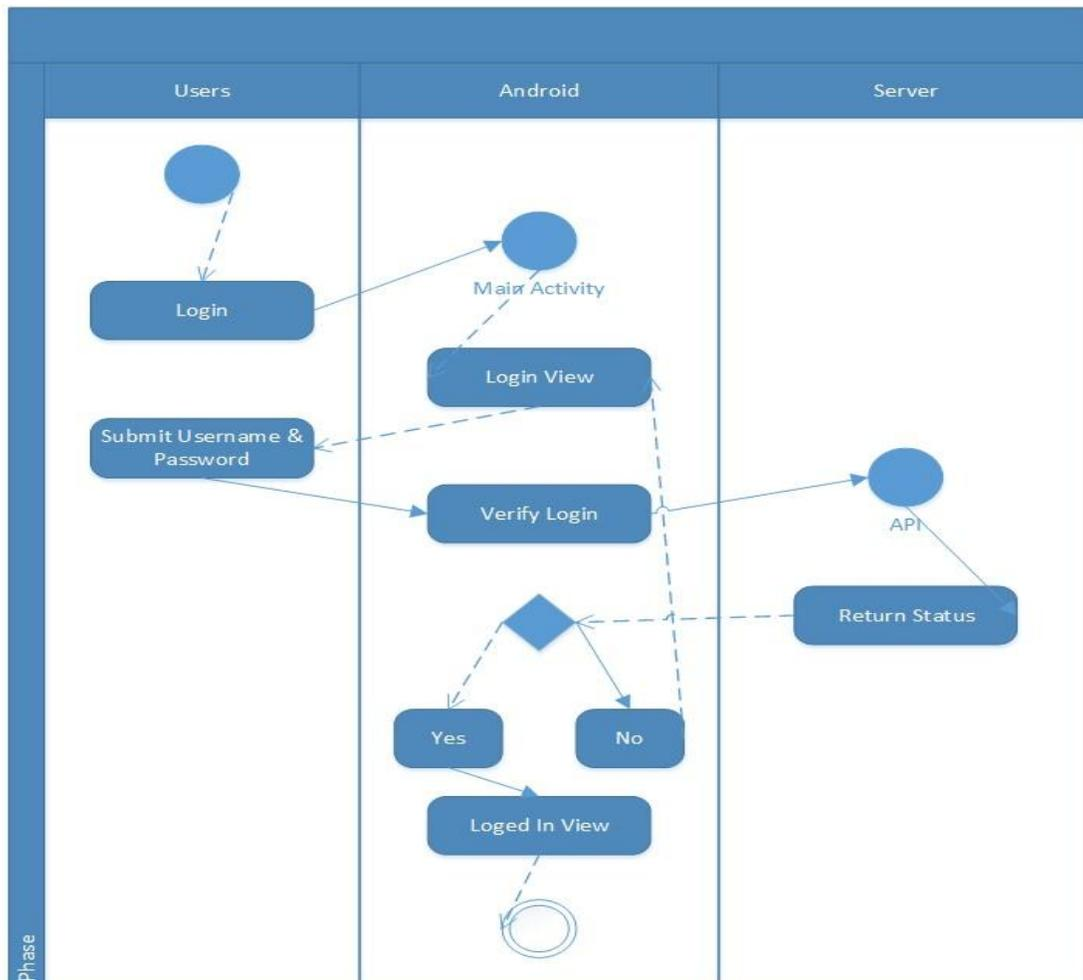 Users
Android
Server
Login
Main Activity
Login View
Submit Username &
Password
Verify Login
API
Return Status
Yes
No
Loged In View
Phase